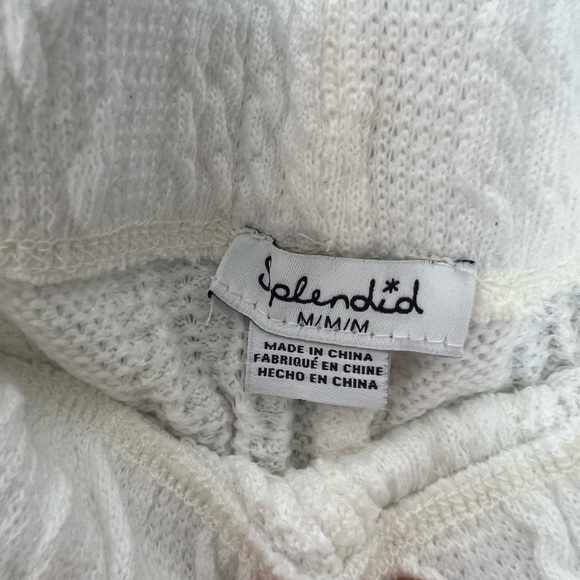 Splendid
M/M/M
MADE IN CHINA
FABRIQUÉ EN CHINE
HECHO EN CHINA